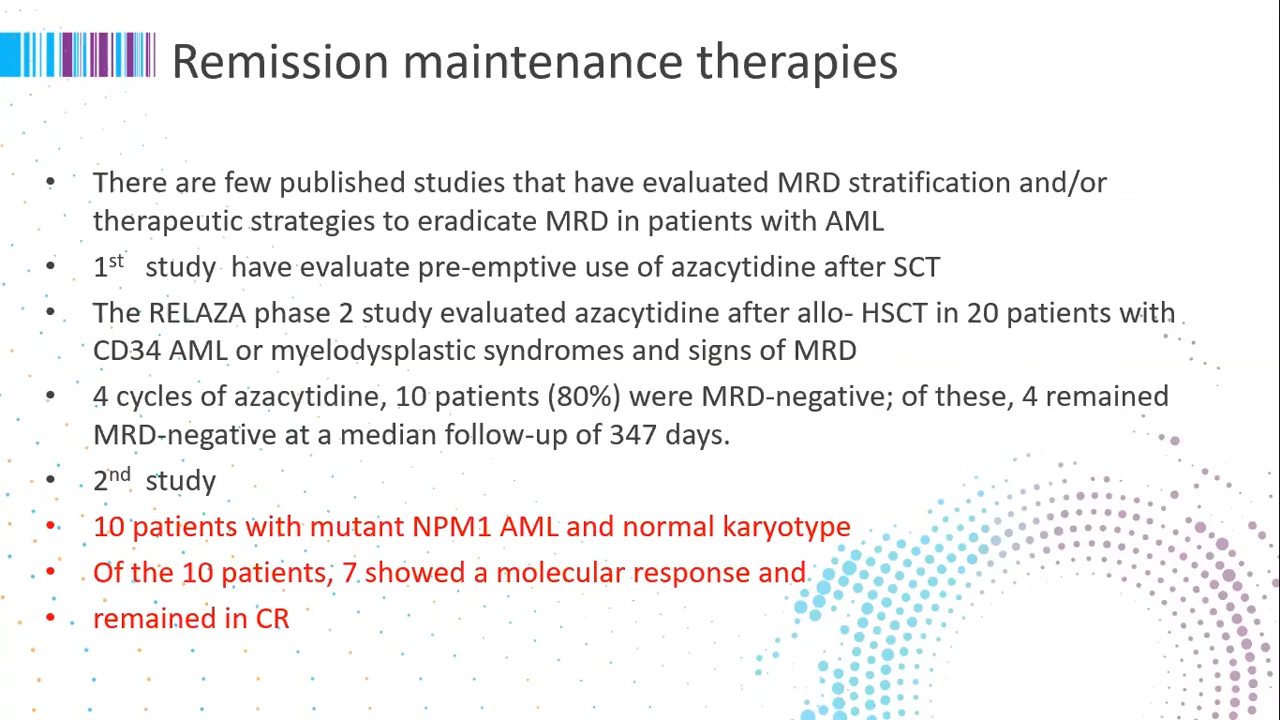 Remission maintenance therapies
• There are few published studies that have evaluated MRD stratification and/or
therapeutic strategies to eradicate MRD in patients with AML
• 1st study have evaluate pre-emptive use of azacytidine after SCT
• The RELAZA phase 2 study evaluated azacytidine after allo- HSCT in 20 patients with
CD34 AML or myelodysplastic syndromes and signs of MRD
• 4 cycles of azacytidine, 10 patients (80%) were MRD-negative; of these, 4 remained
MRD-negative at a median follow-up of 347 days.
• 2nd study
• 10 patients with mutant NPM1 AML and normal karyotype
• Of the 10 patients, 7 showed a molecular response and
• remained in CR